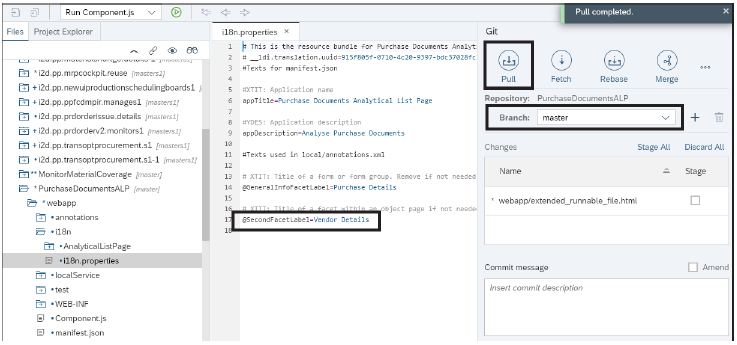 Run Component.js
Pull completed.
Files
Project Explorer
i2d.pp.mrpcockpit.reuse [masters1]
i2d.pp.newuiproductionschedulingboards1 [
i2d.pp.ppfcdmpir.manages1 [masters1]
i2d.pp.prdorderissue.details [masters1]
i2d.pp.prdorderv2.monitors1 [masters1]
i2d.pp.transoptprocurement.s1 [masters1]
i2d.pp.transoptprocurement.s1-1 [masters1]
**MonitorMaterialCoverage [master]
PurchaseDocumentsALP [master]
webapp
annotations
i18n
AnalyticalListPage
i18n.properties
localService
test
WEB-INF
Component.js
manifest.json
i18n.properties ×
1 # This is the resource bundle for Purchase Documents Analyt
2 # __ldi.translation.uuid=915f805f-0710-4c20-9397-bdc37028fc
3 #Texts for manifest.json
4
5 #XTIT: Application name
6 appTitle=Purchase Documents Analytical List Page
7
8 #YDES: Application description
9 appDescription=Analyse Purchase Documents
10
11 #Texts used in local/annotations.xml
12
13 # XTIT: Title of a form or form group. Remove if not needed
14 @GeneralInfoFacetLabel=Purchase Details
15
16 # XTIT: Title of a facet within an object page if not neede
17 @SecondFacetLabel=Vendor Details
18
Git
Pull
Fetch
Rebase
Merge
Repository: PurchaseDocumentsALP
Branch: master
Changes
Stage All
Discard All
Name
Stage
* webapp/extended_runnable_file.html
Commit message
Amend
Insert commit description